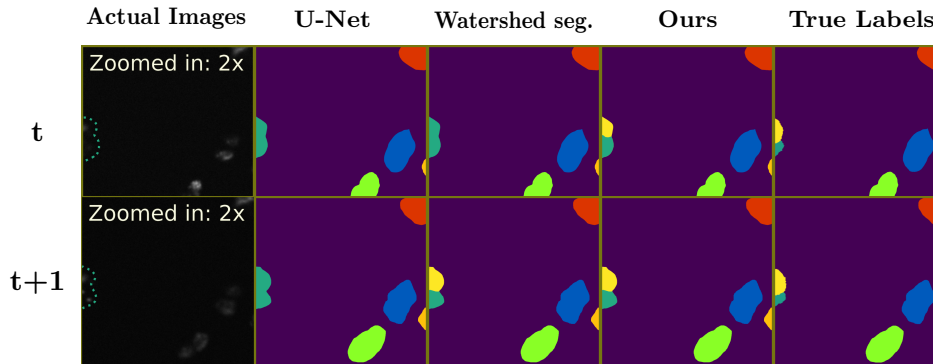 Actual Images U-Net Watershed seg. Ours True Labels
t Zoomed in: 2x
t+1 Zoomed in: 2x